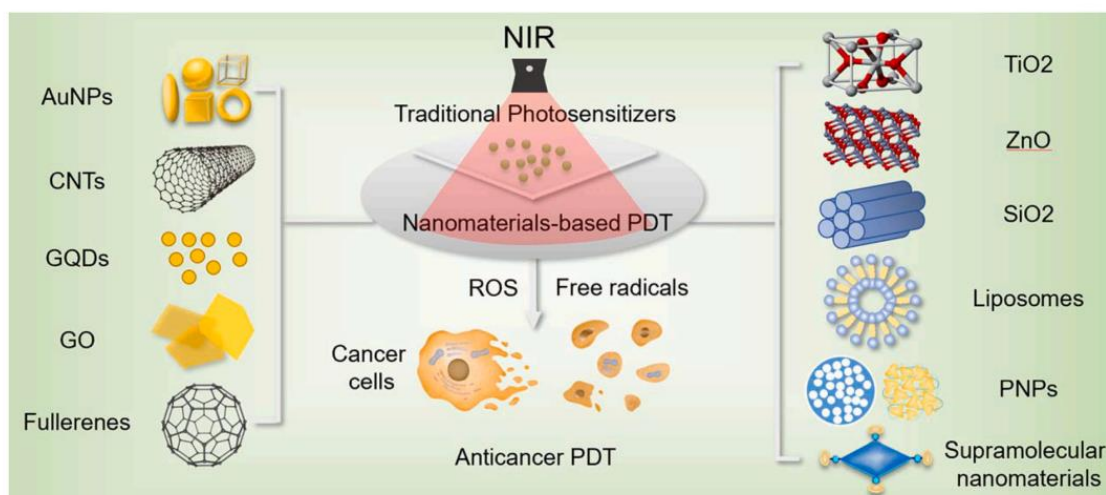 AuNPs
CNTs
GQDs
GO
Fullerenes
NIR
Traditional Photosensitizers
Nanomaterials-based PDT
ROS
Free radicals
Cancer
cells
Anticancer PDT
TiO2
ZnO
SiO2
Liposomes
PNPs
Supramolecular
nanomaterials